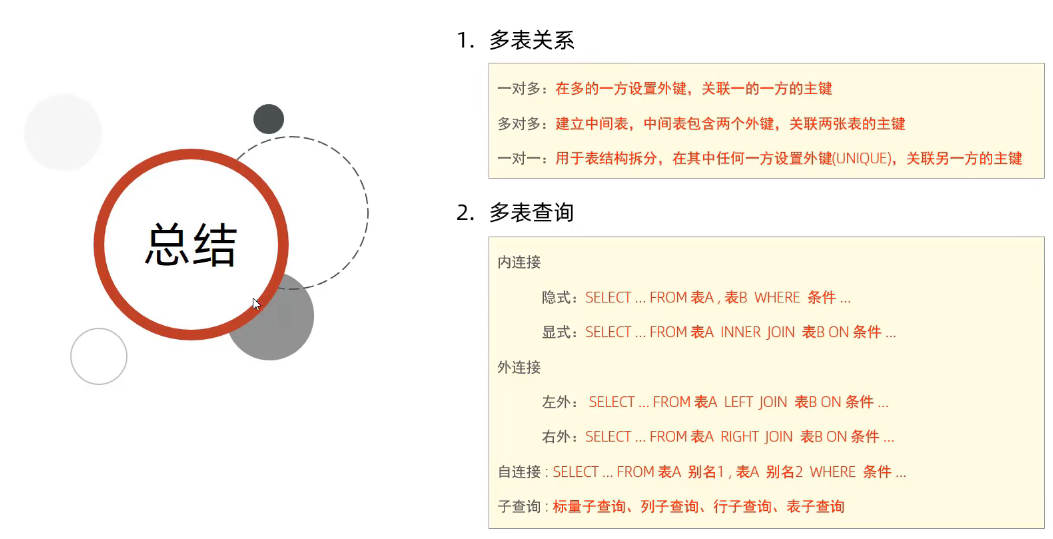 总结
1. 多表关系
一对多：在多的一方设置外键，关联一的一方的主键
多对多：建立中间表，中间表包含两个外键，关联两张表的主键
一对一：用于表结构拆分，在其中任何一方设置外键(UNIQUE)，关联另一方的主键
2. 多表查询
内连接
隐式：SELECT ... FROM 表A , 表B WHERE 条件 ...
显式：SELECT ... FROM 表A INNER JOIN 表B ON 条件 ...
外连接
左外： SELECT ... FROM 表A LEFT JOIN 表B ON 条件 ...
右外：SELECT ... FROM 表A RIGHT JOIN 表B ON 条件 ...
自连接 : SELECT ... FROM 表A 别名1 , 表A 别名2 WHERE 条件 ...
子查询 : 标量子查询、列子查询、行子查询、表子查询